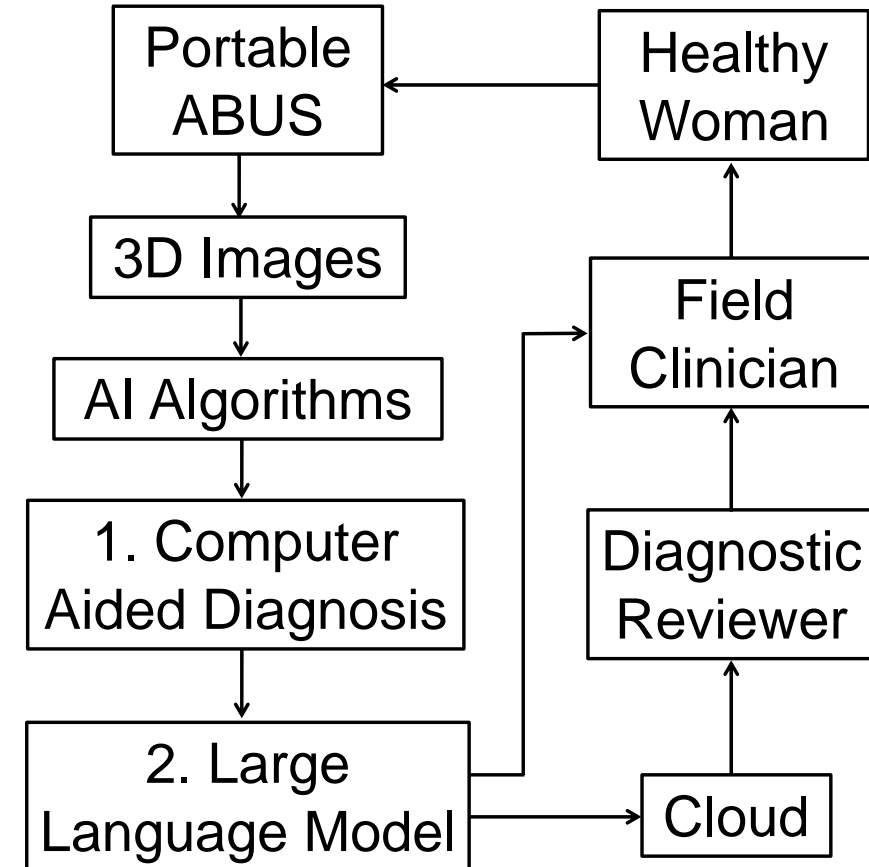 Portable
ABUS
Healthy
Woman
3D Images
Field
Clinician
AI Algorithms
1. Computer
Aided Diagnosis
Diagnostic
Reviewer
2. Large
Language Model
Cloud